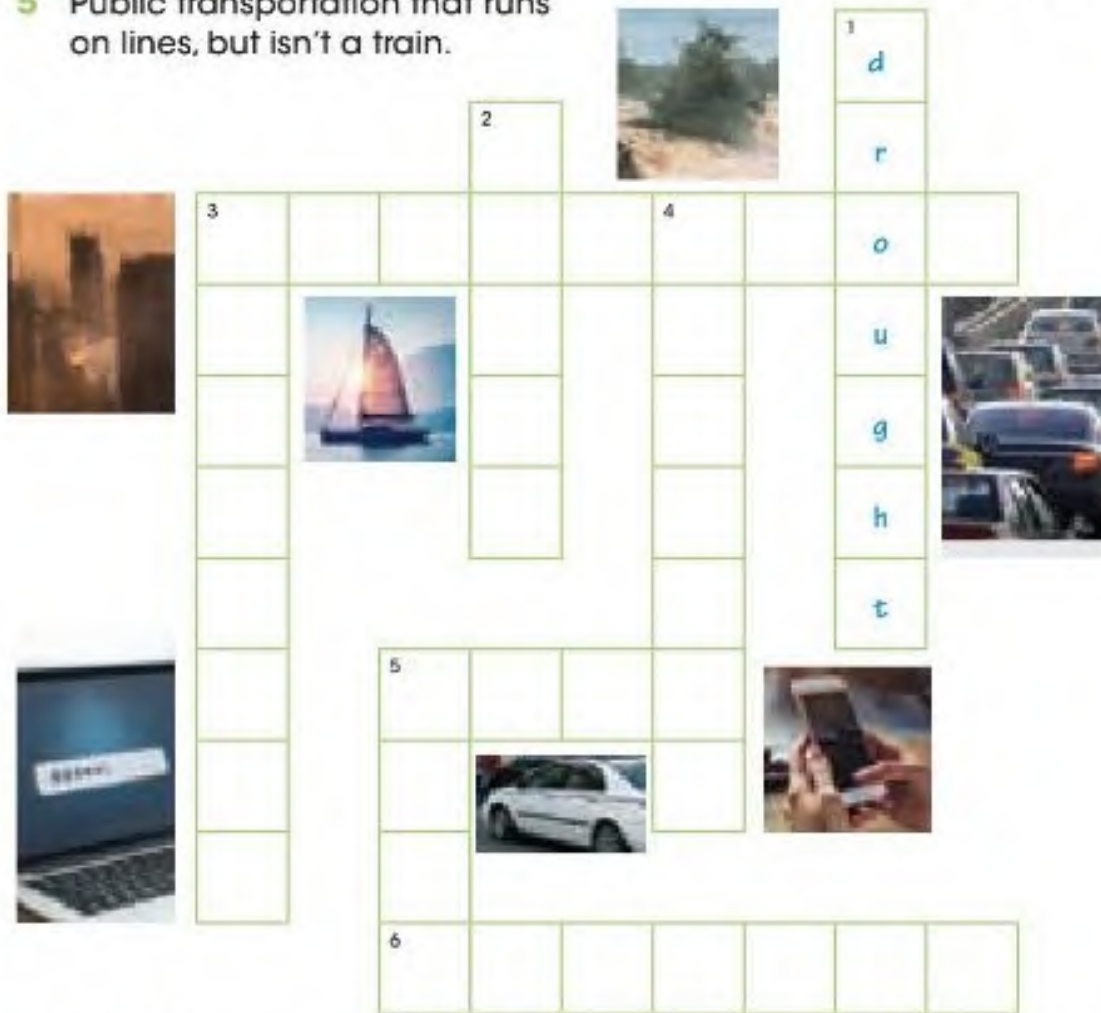 5 Public transportation that runs
on lines, but isn't a train.
1
d
2
r
3
4
o
u
g
h
t
5
6